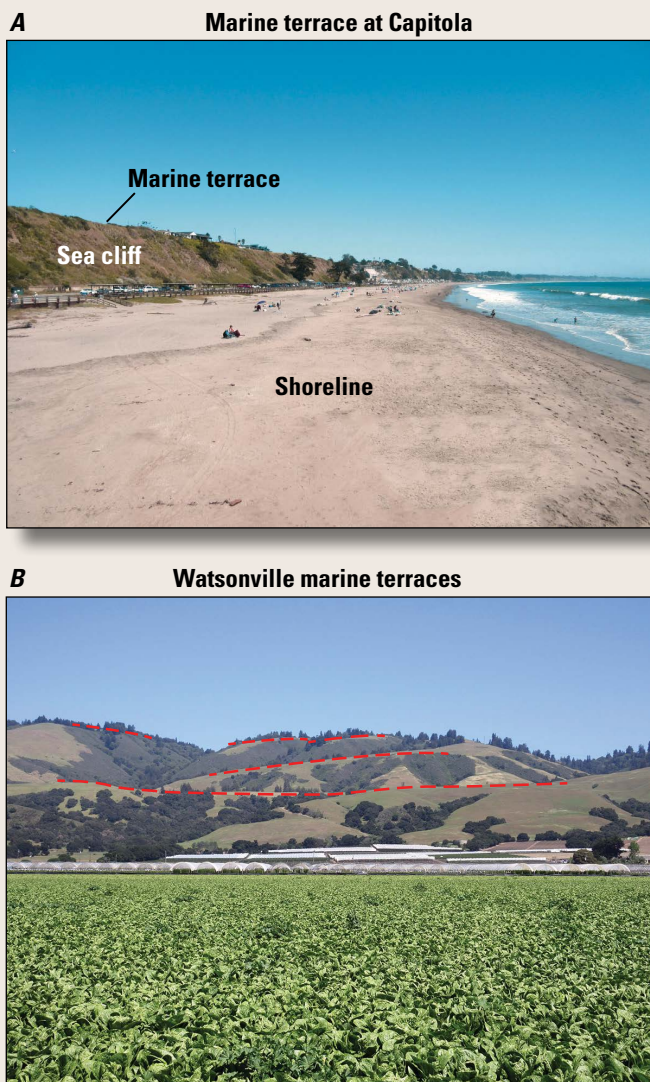 A
Marine terrace at Capitola
Marine terrace
Sea cliff
Shoreline
B
Watsonville marine terraces